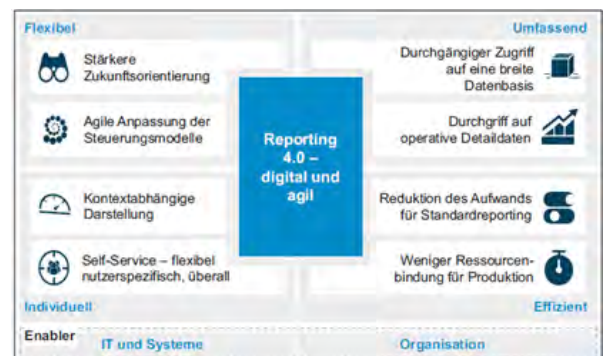 Flexibel
Umfassend
Stärkere
Zukunftsorientierung
Durchgängiger Zugriff
auf eine breite
Datenbasis
Agile Anpassung der
Steuerungsmodelle
Durchgriff auf
operative Detaildaten
Reporting
4.0 –
digital und
agil
Kontextabhängige
Darstellung
Reduktion des Aufwands
für Standardreporting
Self-Service – flexibel
nutzerspezifisch, überall
Weniger Ressourcen-
bindung für Produktion
Individuell
Effizient
Enabler
IT und Systeme
Organisation